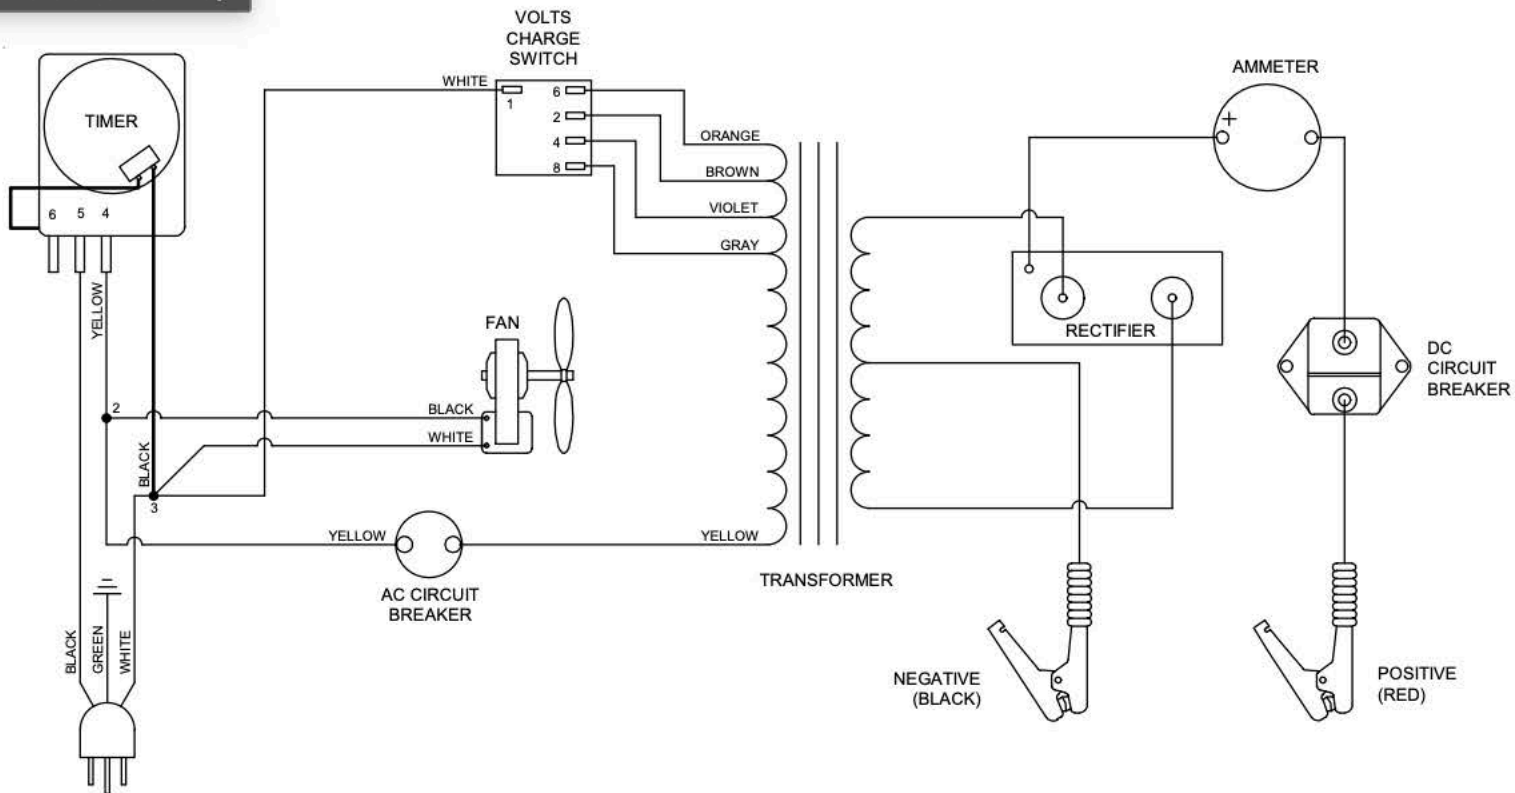 VOLTS
CHARGE
SWITCH
AMMETER
+
TIMER
6 5 4
WHITE
1
6
2
4
8
ORANGE
BROWN
VIOLET
GRAY
YELLOW
FAN
BLACK
WHITE
2
BLACK
3
RECTIFIER
DC
CIRCUIT
BREAKER
YELLOW
YELLOW
AC CIRCUIT
BREAKER
TRANSFORMER
BLACK
GREEN
WHITE
NEGATIVE
(BLACK)
POSITIVE
(RED)